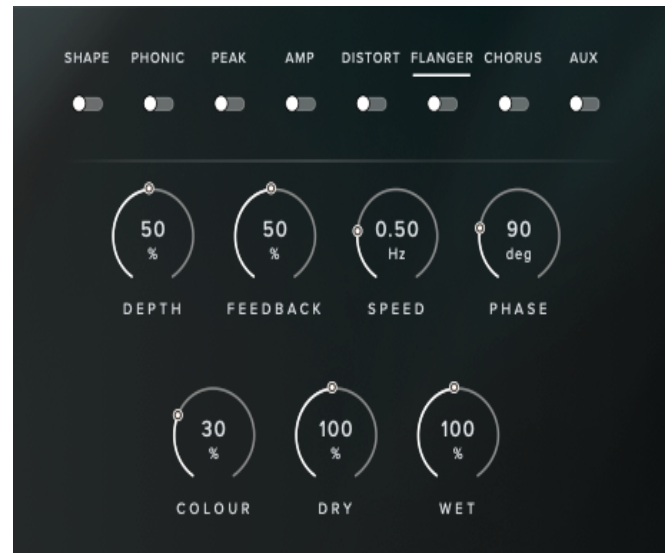 SHAPE PHONIC PEAK AMP DISTORT FLANGER CHORUS AUX
50 50 0.50 90
% % Hz deg
DEPTH FEEDBACK SPEED PHASE
30 100 100
% % %
COLOUR DRY WET